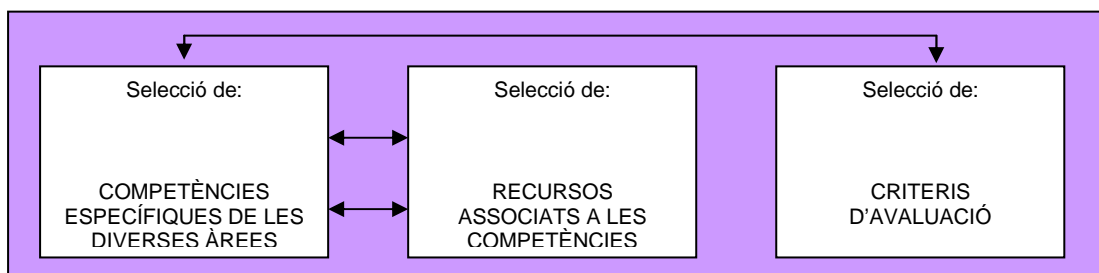 Selecció de:
COMPETÈNCIES
ESPECÍFIQUES DE LES
DIVERSES ÀREES
Selecció de:
RECURSOS
ASSOCIATS A LES
COMPETÈNCIES
Selecció de:
CRITERIS
D'AVALUACIÓ